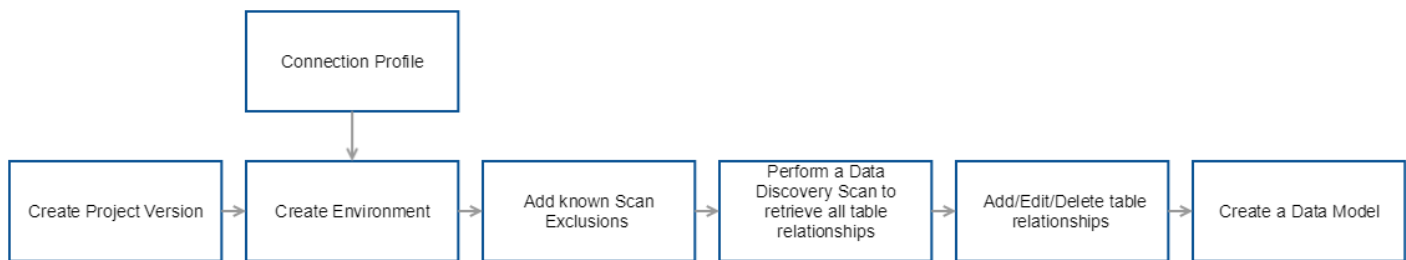 Connection Profile
Create Project Version
Create Environment
Add known Scan
Exclusions
Perform a Data
Discovery Scan to
retrieve all table
relationships
Add/Edit/Delete table
relationships
Create a Data Model